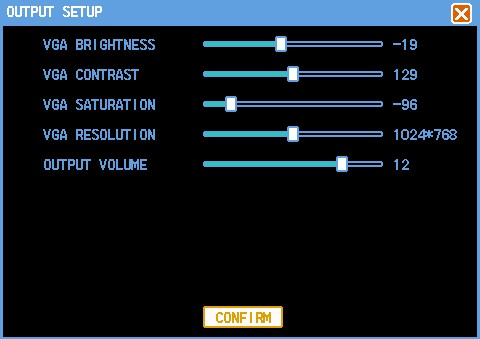 OUTPUT SETUP
VGA BRIGHTNESS -19
VGA CONTRAST 129
VGA SATURATION -96
VGA RESOLUTION 1024*768
OUTPUT VOLUME 12
CONFIRM